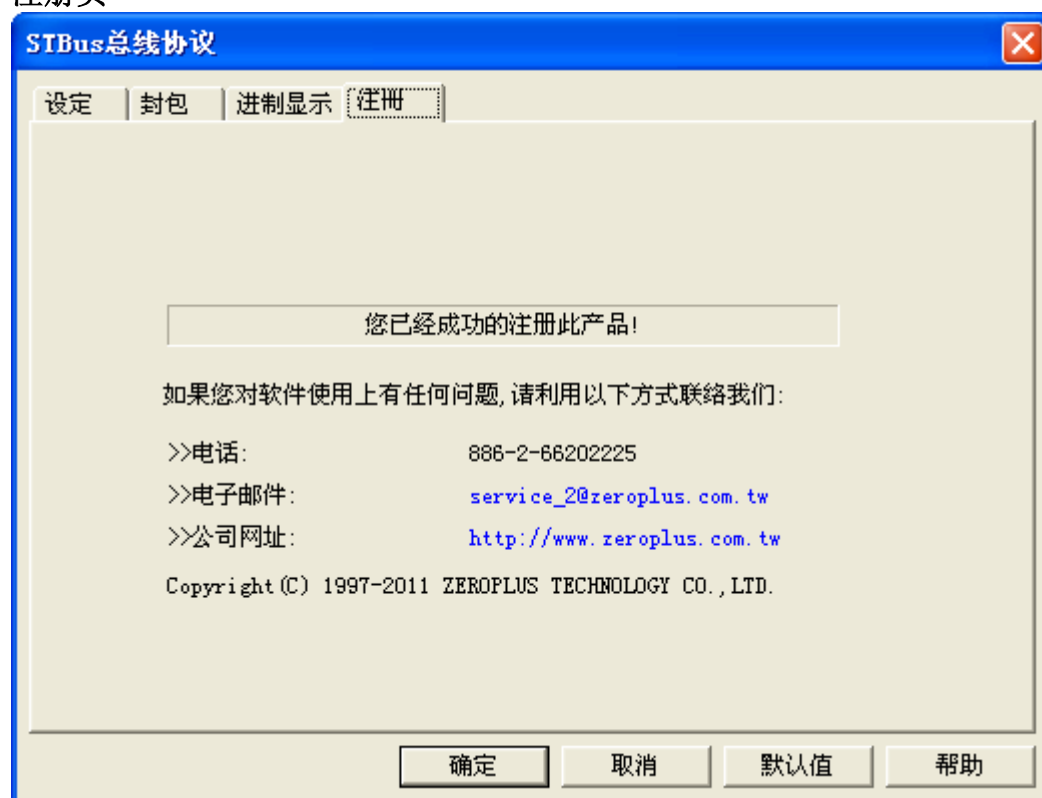 注册页
STBus总线协议
设定 封包 进制显示 注册
您已经成功的注册此产品!
如果您对软件使用上有任何问题,请利用以下方式联络我们:
>>电话: 886-2-66202225
>>电子邮件: service_2@zeroplus.com.tw
>>公司网址: http://www.zeroplus.com.tw
Copyright(C) 1997-2011 ZEROPLUS TECHNOLOGY CO.,LTD.
确定 取消 默认值 帮助